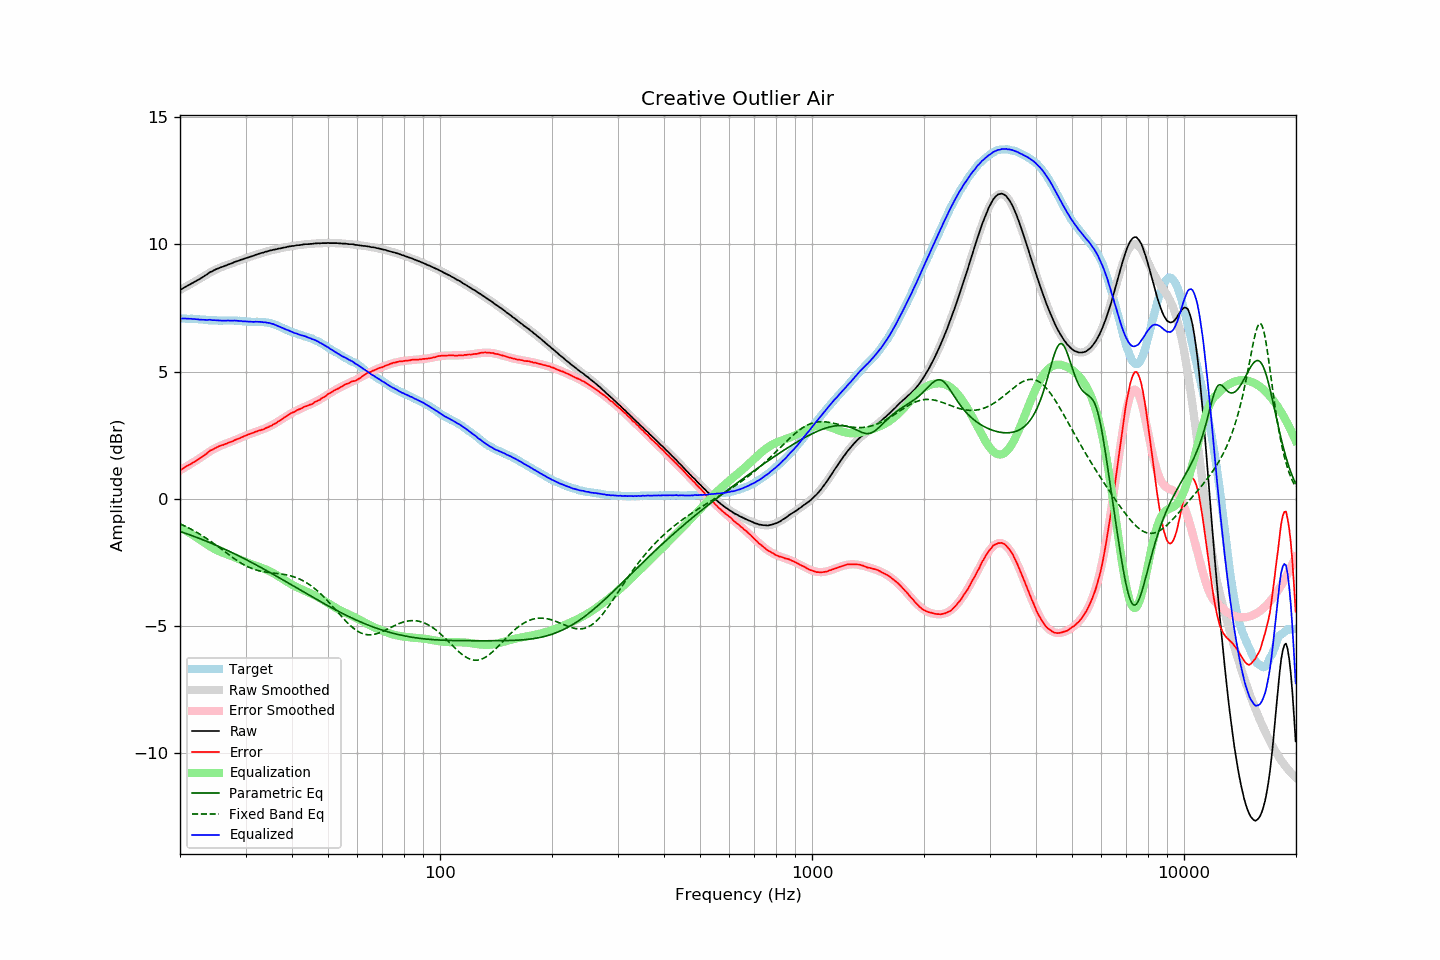 Creative Outlier Air
15
10
5
0
−5
−10
Amplitude (dBr)
Target
Raw Smoothed
Error Smoothed
Raw
Error
Equalization
Parametric Eq
Fixed Band Eq
Equalized
100
1000
10000
Frequency (Hz)